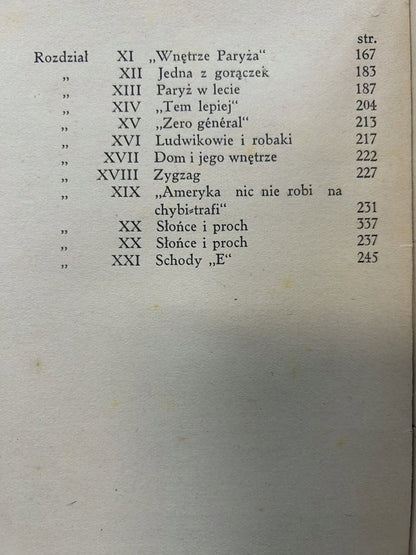 str.
Rozdział XI „Wnętrze Paryża“ 167
„ XII Jedna z gorączek 183
„ XIII Paryż w lecie 187
„ XIV „Tem lepiej“ 204
„ XV „Zero général“ 213
„ XVI Ludwikowie i robaki 217
„ XVII Dom i jego wnętrze 222
„ XVIII Zygzag 227
„ XIX „Ameryka nic nie robi na
chybi-trafi“ 231
„ XX Słońce i proch 337
„ XX Słońce i proch 237
„ XXI Schody „E“ 245